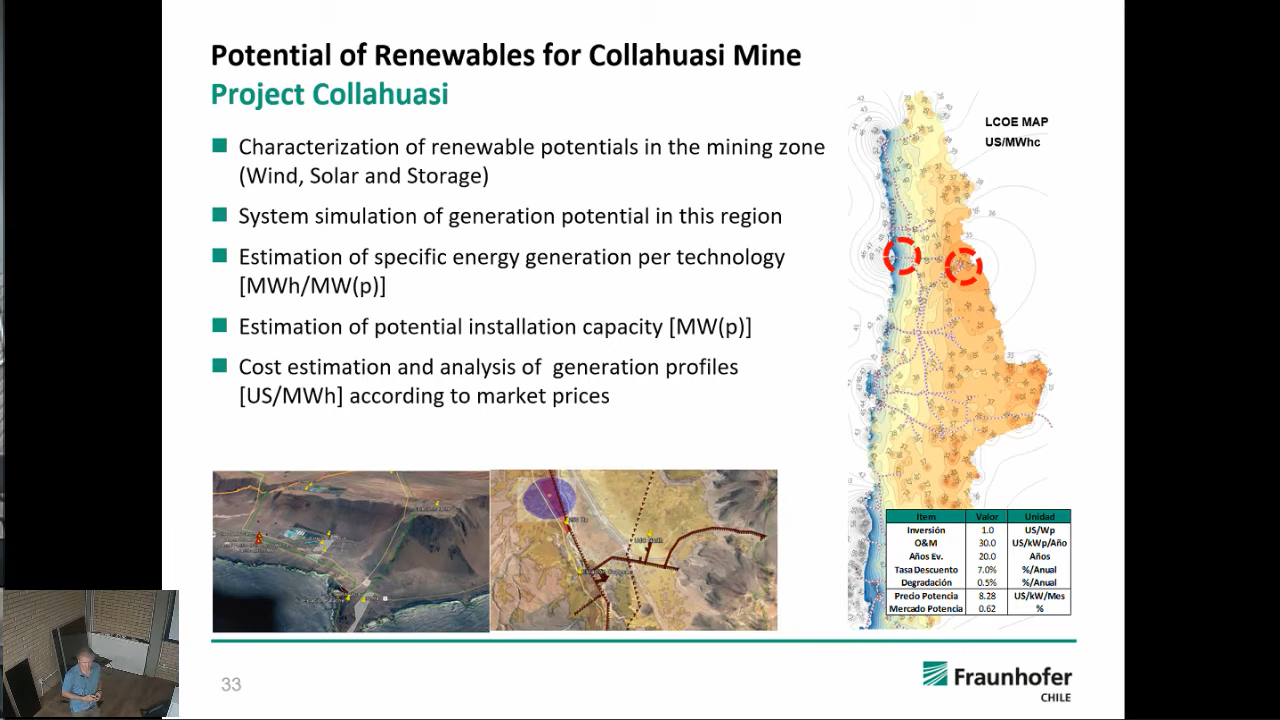 Potential of Renewables for Collahuasi Mine
Project Collahuasi
Characterization of renewable potentials in the mining zone
(Wind, Solar and Storage)
System simulation of generation potential in this region
Estimation of specific energy generation per technology
[MWh/MW(p)]
Estimation of potential installation capacity [MW(p)]
Cost estimation and analysis of generation profiles
[US/MWh] according to market prices
LCOE MAP
US/MWhc
Item Valor Unidad
Inversión 1.0 US/Wp
O&M 30.0 US/kWp/Año
Años Ev. 20.0 Años
Tasa Descuento 7.0% %/Anual
Degradación 0.5% %/Anual
Precio Potencia 8.28 US/kW/Mes
Mercado Potencia 0.62 %
33
Fraunhofer
CHILE